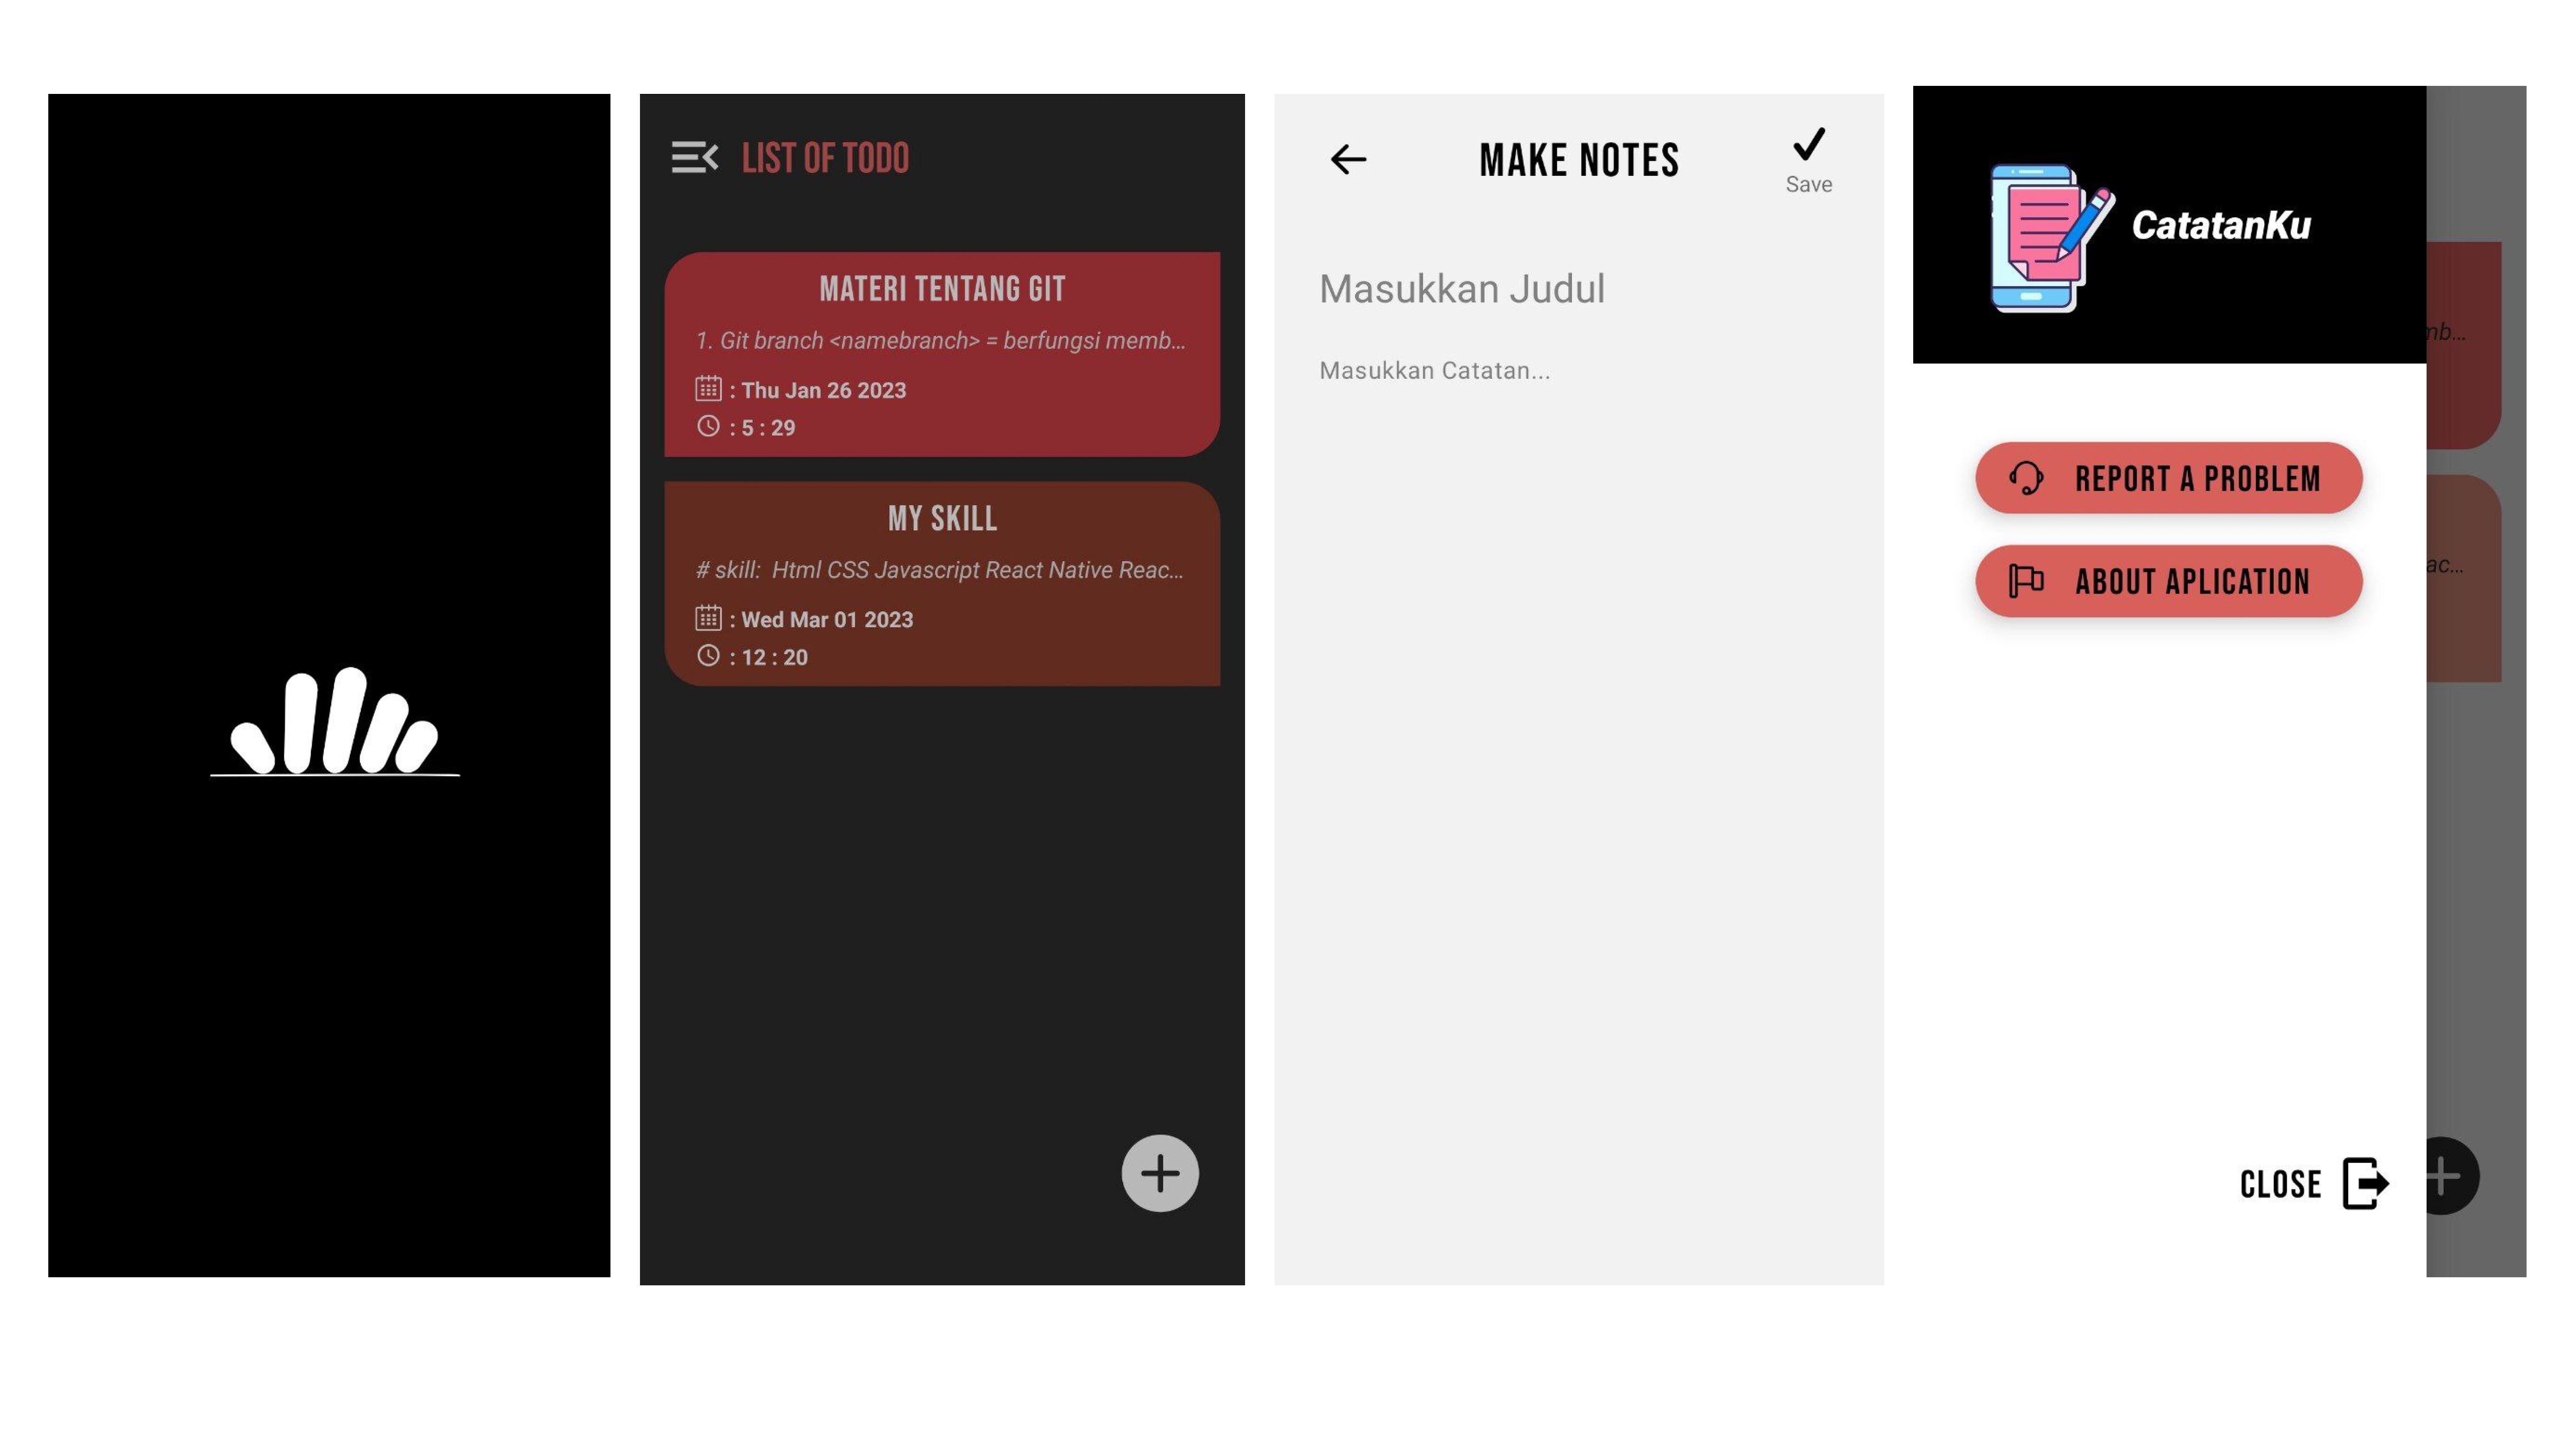 LIST OF TODO
MATERI TENTANG GIT
1. Git branch <namebranch> = berfungsi memb...
: Thu Jan 26 2023
: 5 : 29
MY SKILL
# skill:  Html CSS Javascript React Native Reac...
: Wed Mar 01 2023
: 12 : 20
MAKE NOTES
Save
Masukkan Judul
Masukkan Catatan...
CatatanKu
REPORT A PROBLEM
ABOUT APLICATION
CLOSE
mb...
ac...